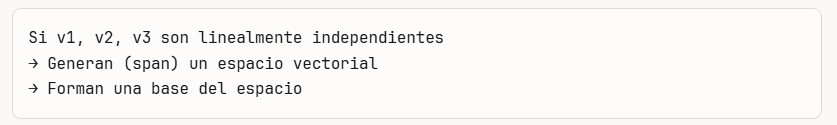 Si v1, v2, v3 son linealmente independientes
→ Generan (span) un espacio vectorial
→ Forman una base del espacio